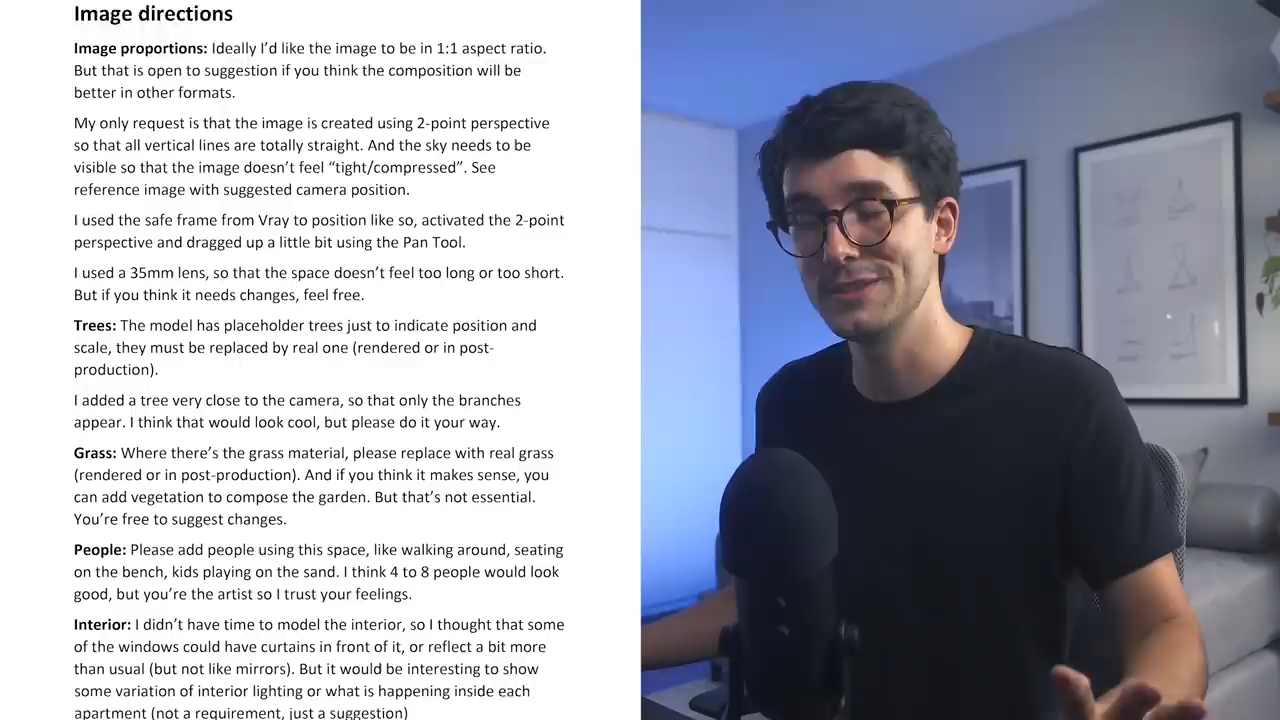 Image directions
Image proportions: Ideally I'd like the image to be in 1:1 aspect ratio.
But that is open to suggestion if you think the composition will be
better in other formats.
My only request is that the image is created using 2-point perspective
so that all vertical lines are totally straight. And the sky needs to be
visible so that the image doesn't feel “tight/compressed”. See
reference image with suggested camera position.
I used the safe frame from Vray to position like so, activated the 2-point
perspective and dragged up a little bit using the Pan Tool.
I used a 35mm lens, so that the space doesn't feel too long or too short.
But if you think it needs changes, feel free.
Trees: The model has placeholder trees just to indicate position and
scale, they must be replaced by real one (rendered or in post-
production).
I added a tree very close to the camera, so that only the branches
appear. I think that would look cool, but please do it your way.
Grass: Where there's the grass material, please replace with real grass
(rendered or in post-production). And if you think it makes sense, you
can add vegetation to compose the garden. But that's not essential.
You're free to suggest changes.
People: Please add people using this space, like walking around, seating
on the bench, kids playing on the sand. I think 4 to 8 people would look
good, but you're the artist so I trust your feelings.
Interior: I didn't have time to model the interior, so I thought that some
of the windows could have curtains in front of it, or reflect a bit more
than usual (but not like mirrors). But it would be interesting to show
some variation of interior lighting or what is happening inside each
apartment (not a requirement, just a suggestion)